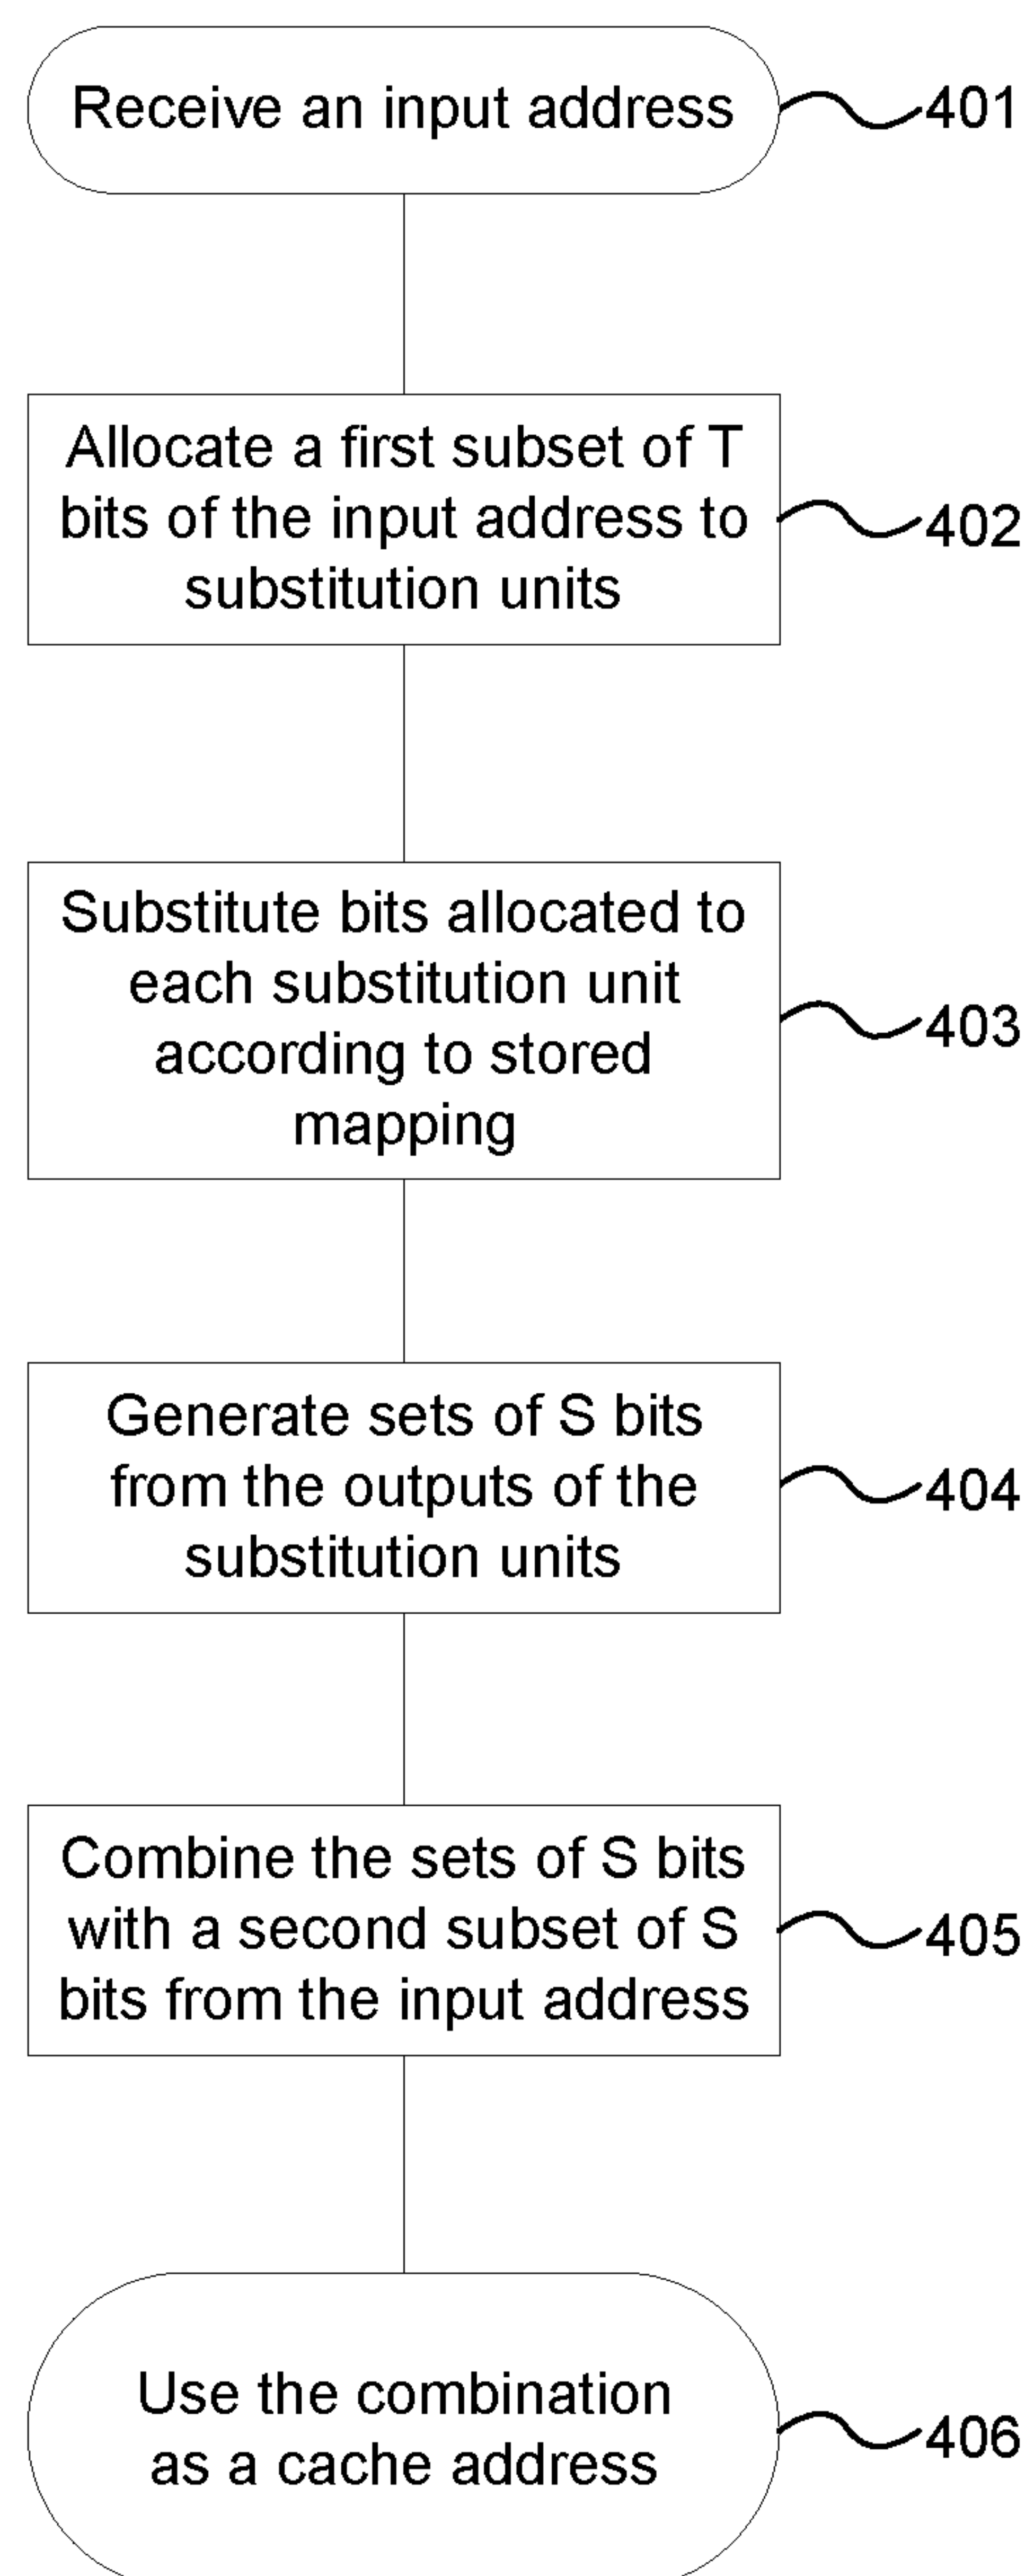 Receive an input address
401
Allocate a first subset of T
bits of the input address to
substitution units
402
Substitute bits allocated to
each substitution unit
according to stored
mapping
403
Generate sets of S bits
from the outputs of the
substitution units
404
Combine the sets of S bits
with a second subset of S
bits from the input address
405
Use the combination
as a cache address
406